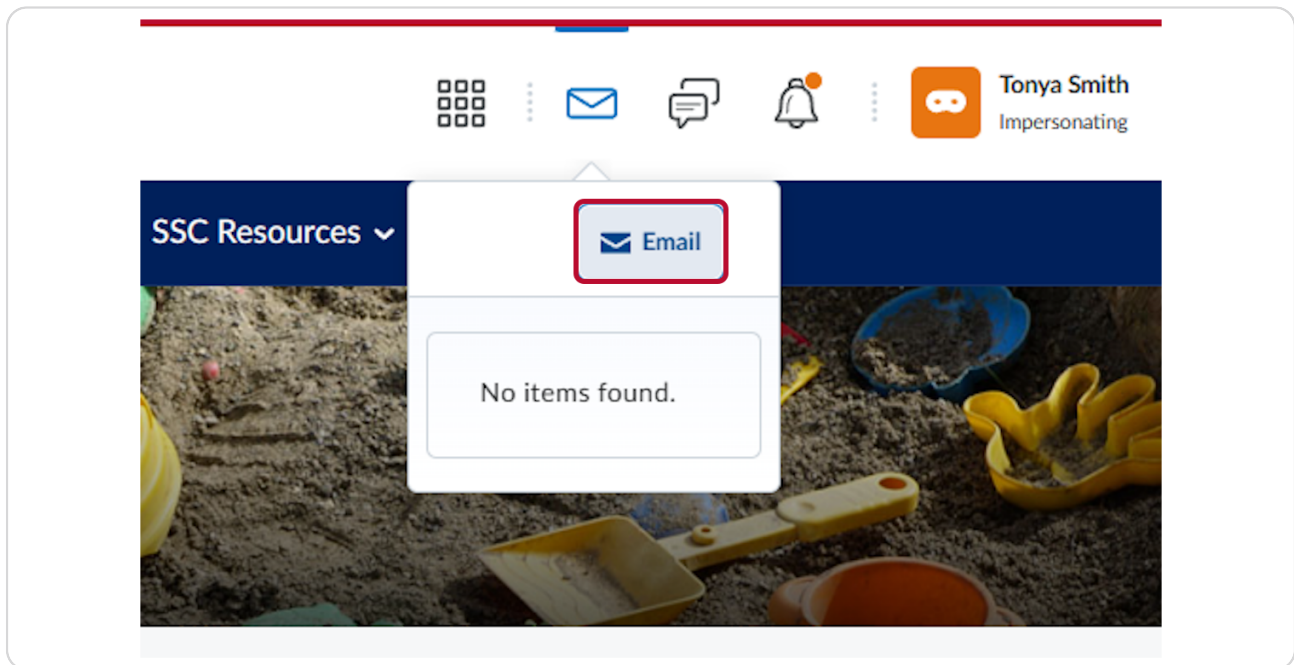 Tonya Smith
Impersonating
SSC Resources
Email
No items found.